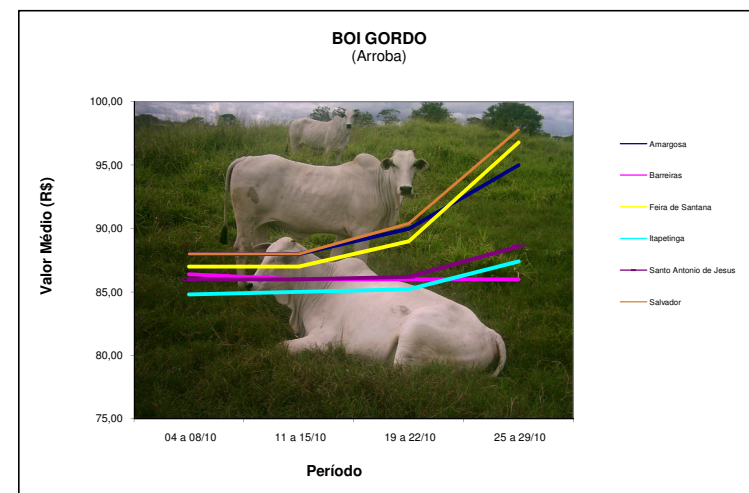 BOI GORDO
(Arroba)
Valor Médio (R$)
100,00
95,00
90,00
85,00
80,00
75,00
04 a 08/10
11 a 15/10
19 a 22/10
25 a 29/10
Período
Amargosa
Barreiras
Feira de Santana
Itapetinga
Santo Antonio de Jesus
Salvador